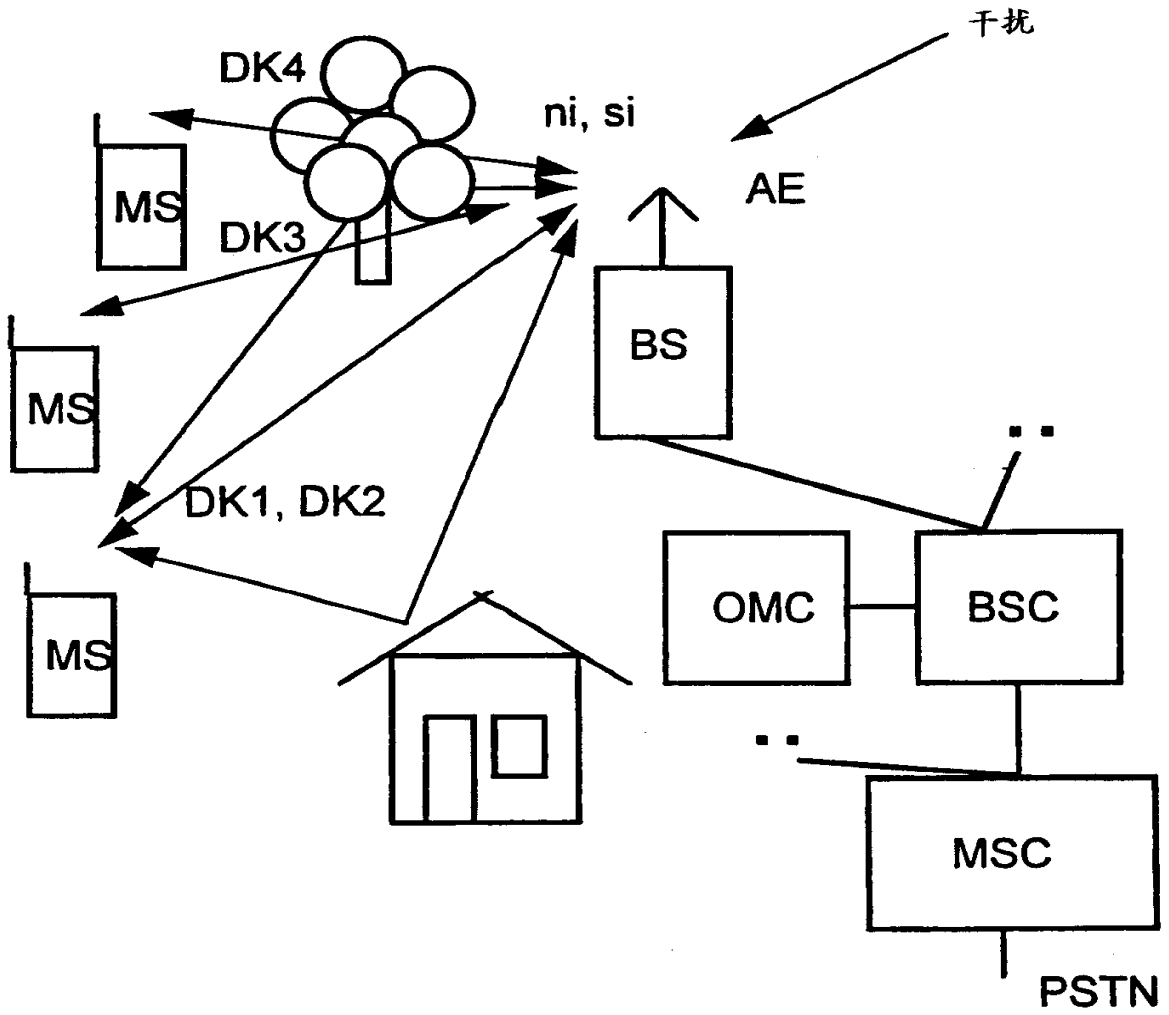 干扰
DK4
ni, si
MS
AE
DK3
BS
MS
DK1, DK2
OMC
BSC
MS
MSC
PSTN